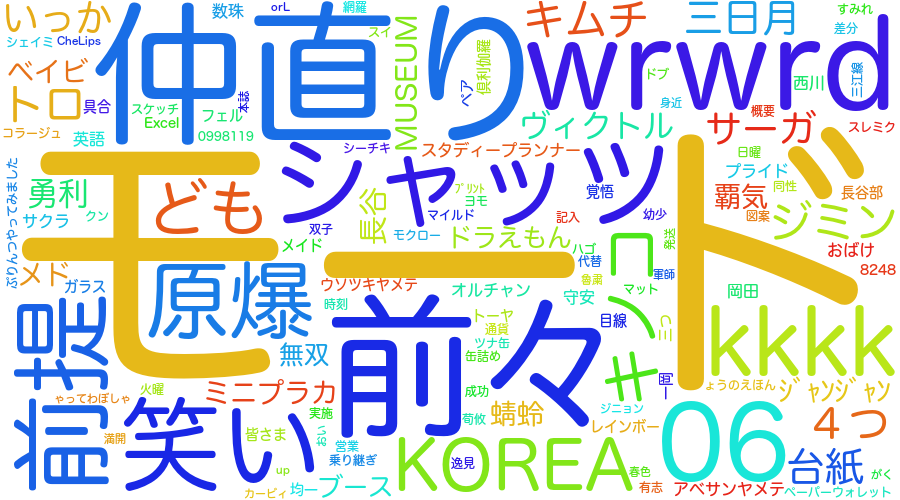 いっか
数珠
orL
網羅
スイ
MUSEUM
仲直り
キムチ
三日月
すみれ
差分
シェイミ
CheLips
ベイビ
トロ
具合
スケッチ
Excel
フェル
本誌
コラージュ
英語
0998119
シーチキ
ペア
倶利伽羅
wrwrd
ドブ
西川
三江線
身近
概要
ヴィクトル
サーガ
スレミク
スタディープランナー
日曜
モード
シャッツ
ぷりんつやってみました
勇利
サクラ
クン
ども
長谷
プリント
ヨモ
マイルド
覚悟
記入
幼少
プライド
覇気
同性
図案
長谷部
ジミン
双子
モクロー
ドラえもん
ハゴ
代替
発送
おばけ
8248
メド
ガラス
メイド
原爆
ウソツキヤメテ
時刻
オルチャン
守安
魯粛
マット
軍師
岡田
キノコ
前提
無双
前々
トーヤ
通貨
ツナ缶
缶詰め
目線
三つ
kkkk
ミニプラカ
火曜
ゃってわぽしゃ
笑い
実施
成功
荀攸
蜻蛉
ジニョン
ょうのえほん
ジャンジャン
満開
皆さま
おいら
営業
乗り継ぎ
KOREA
逸見
レインボー
06
4つ
台紙
up
カービィ
均一
ブース
春色
有志
アベサンヤメテ
ペーパーウォレット
がく